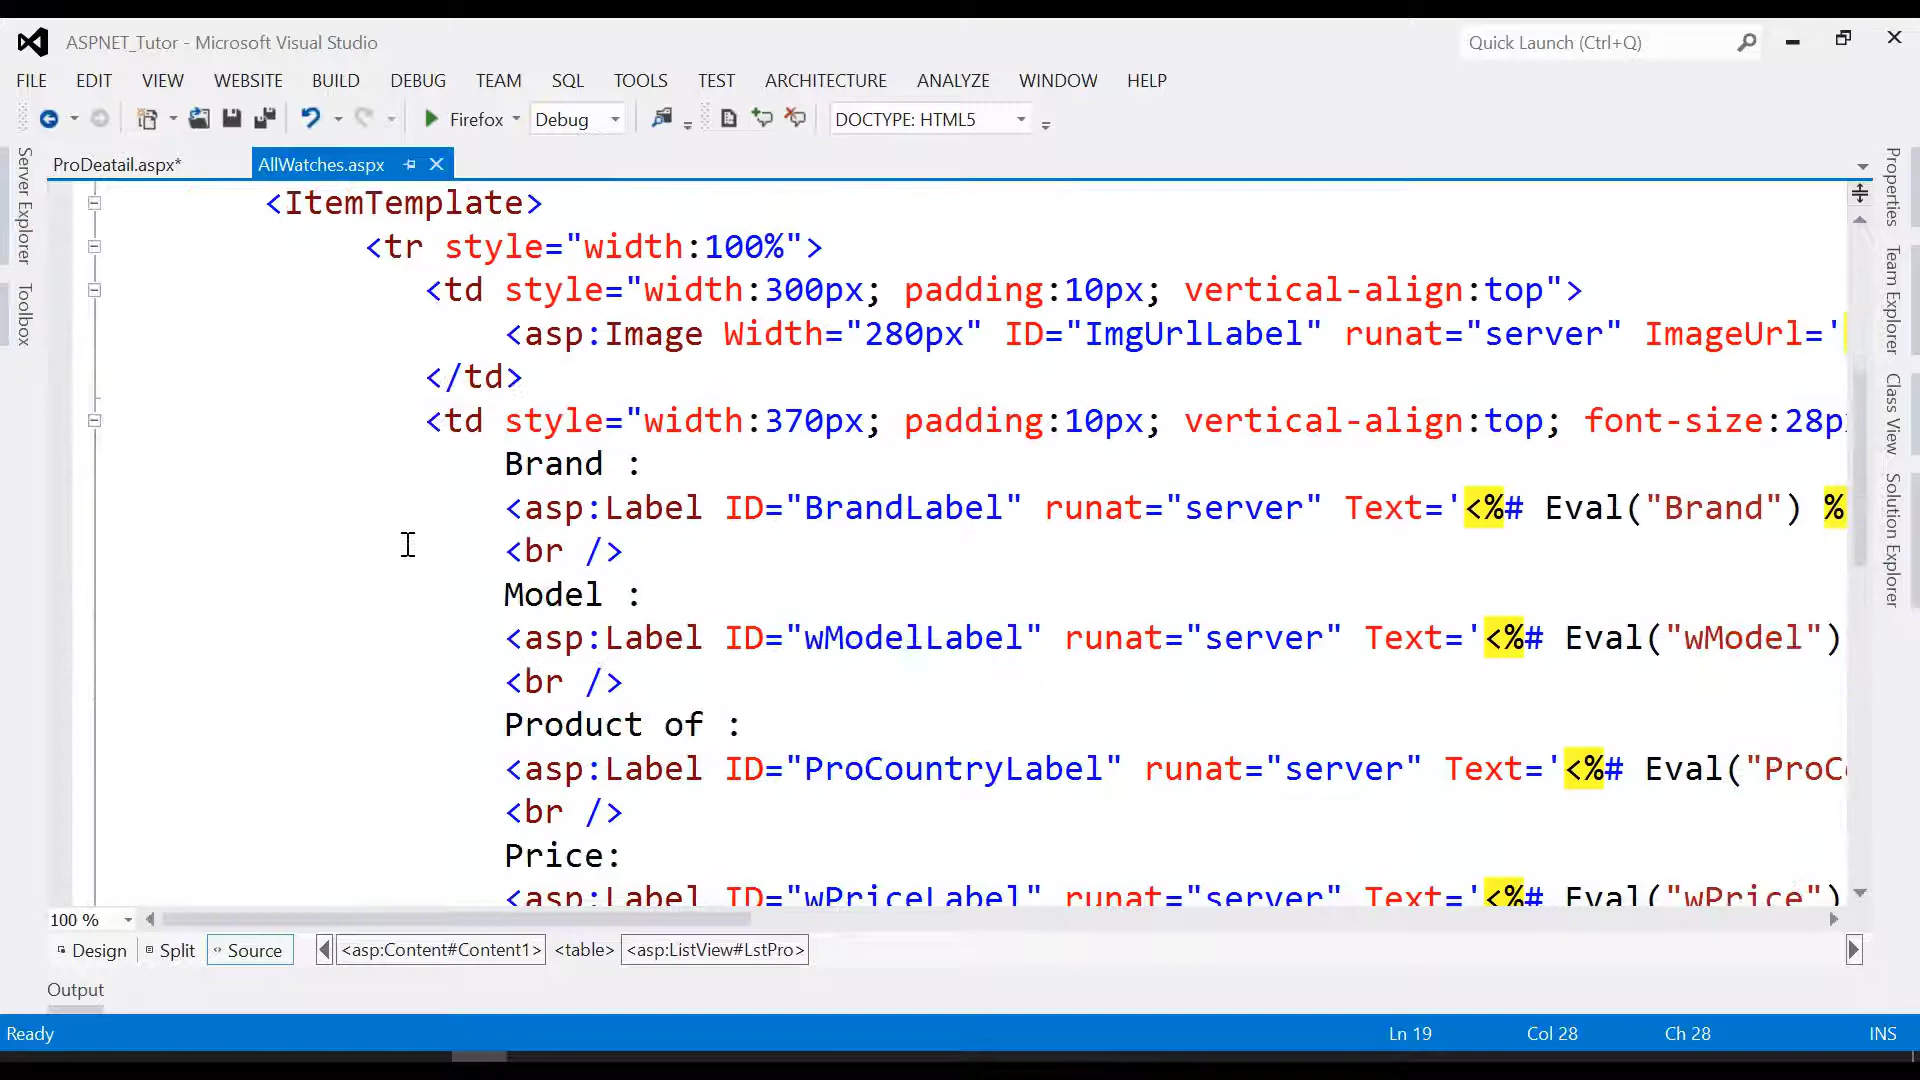 ASPNET_Tutor - Microsoft Visual Studio
Quick Launch (Ctrl+Q)
FILE EDIT VIEW WEBSITE BUILD DEBUG TEAM SQL TOOLS TEST ARCHITECTURE ANALYZE WINDOW HELP
Firefox Debug DOCTYPE: HTML5
ProDeatail.aspx* AllWatches.aspx
Server Explorer
Toolbox
<ItemTemplate>
<tr style="width:100%">
<td style="width:300px; padding:10px; vertical-align:top">
<asp:Image Width="280px" ID="ImgUrlLabel" runat="server" ImageUrl='
</td>
<td style="width:370px; padding:10px; vertical-align:top; font-size:28p
Brand :
<asp:Label ID="BrandLabel" runat="server" Text='<%# Eval("Brand") %
<br />
Model :
<asp:Label ID="wModelLabel" runat="server" Text='<%# Eval("wModel")
<br />
Product of :
<asp:Label ID="ProCountryLabel" runat="server" Text='<%# Eval("ProC
<br />
Price:
<asp:Label ID="wPriceLabel" runat="server" Text='<%# Eval("wPrice")
Properties
Team Explorer
Class View
Solution Explorer
100 %
Design Split Source <asp:Content#Content1> <table> <asp:ListView#LstPro>
Output
Ready Ln 19 Col 28 Ch 28 INS